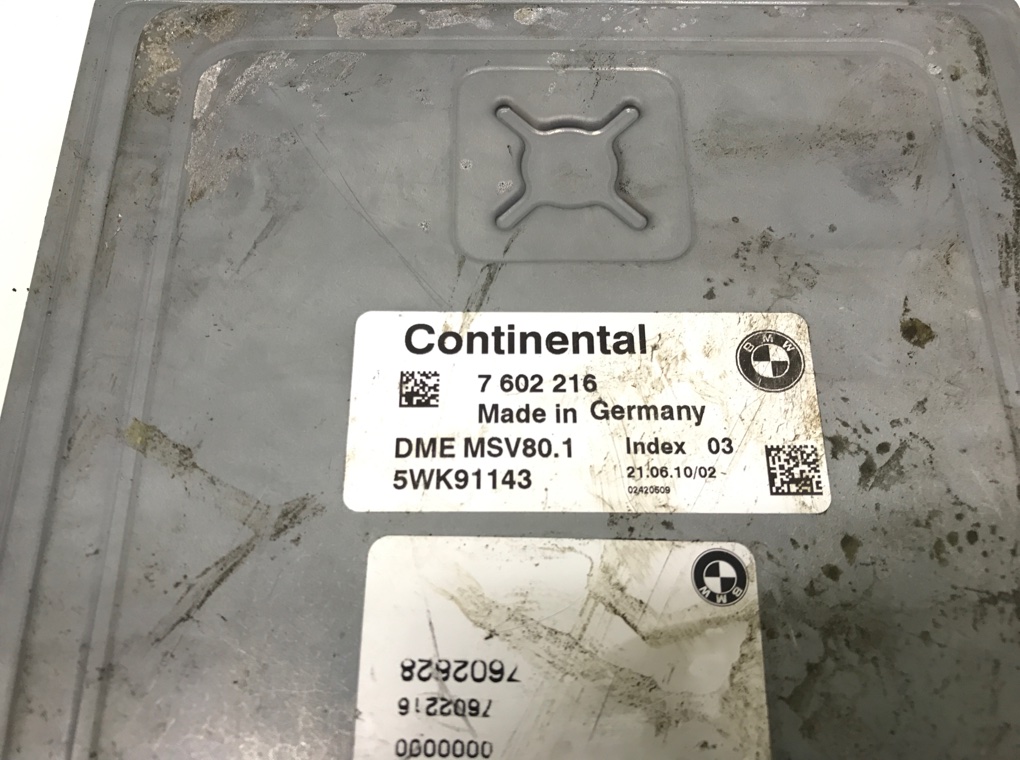 Continental
BMW
7 602 216
Made in Germany
DME MSV80.1 Index 03
5WK91143 21.06.10/02
02420609
BMW
7602628
7602216
0000000